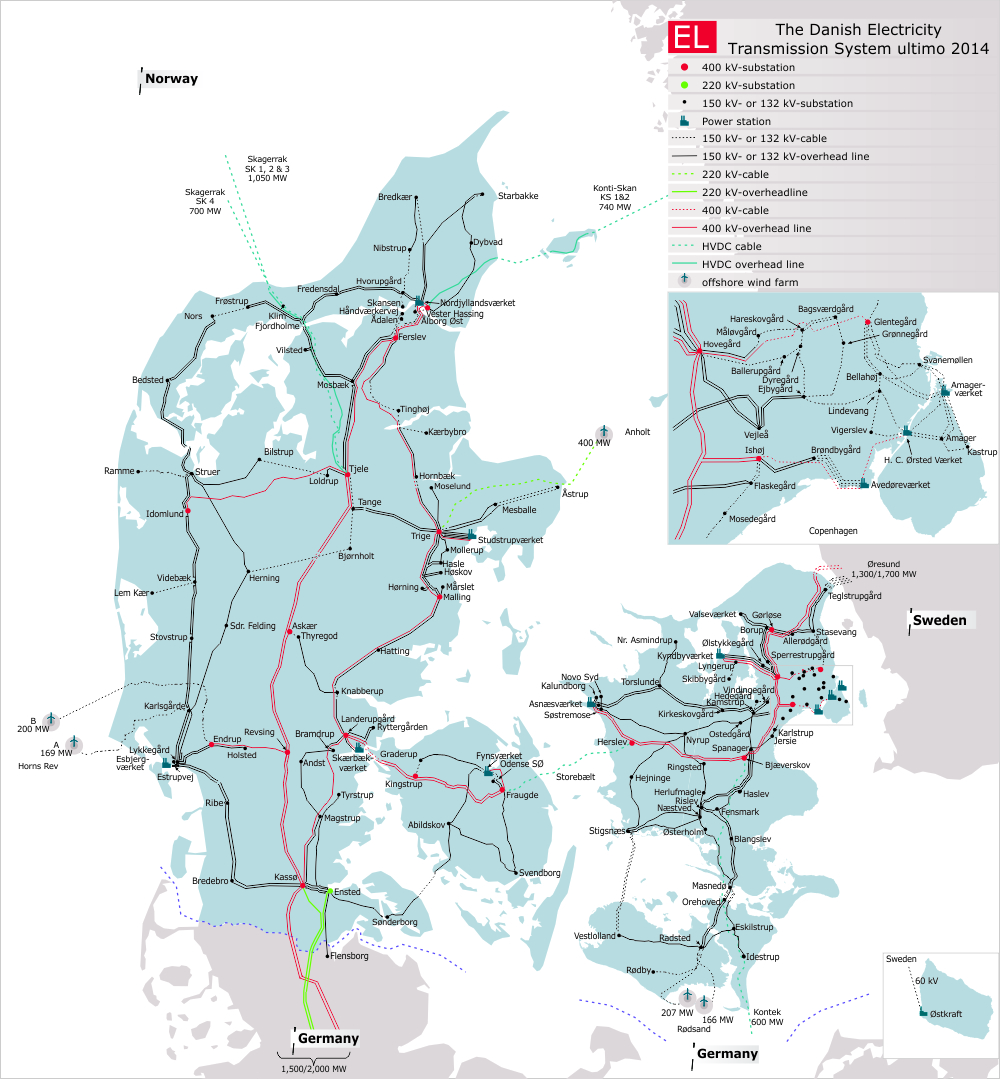 EL
The Danish Electricity
Transmission System ultimo 2014
400 kV-substation
220 kV-substation
150 kV- or 132 kV-substation
Power station
150 kV- or 132 kV-cable
150 kV- or 132 kV-overhead line
220 kV-cable
220 kV-overheadline
400 kV-cable
400 kV-overhead line
HVDC cable
HVDC overhead line
offshore wind farm
Norway
Skagerrak
SK 1, 2 & 3
1,050 MW
Skagerrak
SK 4
700 MW
Konti-Skan
KS 1&2
740 MW
Bredkær
Starbakke
Nibstrup
Dybvad
Hvorupgård
Fredensdal
Skansen
Håndværkervej
Ådalen
Nordjyllandsværket
Vester Hassing
Ålborg Øst
Ferslev
Frøstrup
Nors
Klim
Fjordholme
Vilsted
Bedsted
Mosbæk
Tinghøj
Kærbybro
Anholt
400 MW
Bilstrup
Ramme
Struer
Loldrup
Tjele
Hornbæk
Moselund
Åstrup
Mesballe
Idomlund
Tange
Trige
Studstrupværket
Mollerup
Hasle
Høskov
Bjørnholt
Herning
Videbæk
Lem Kær
Hørning
Mårslet
Malling
Sdr. Felding
Askær
Thyregod
Stovstrup
Hatting
Karlsgårde
Knabberup
B
200 MW
A
169 MW
Horns Rev
Landerupgård
Ryttergården
Bramdrup
Revsing
Endrup
Holsted
Lykkegård
Esbjerg-
værket
Estrupvej
Andst
Skærbæk-
værket
Graderup
Kingstrup
Fynsværket
Odense SØ
Fraugde
Storebælt
Ribe
Tyrstrup
Magstrup
Abildskov
Svendborg
Bredebro
Kassø
Ensted
Sønderborg
Flensborg
Germany
1,500/2,000 MW
Hareskovgård
Bagsværdgård
Glentegård
Måløvgård
Grønnegård
Hovegård
Ballerupgård
Dyregård
Ejbygård
Bellahøj
Svanemøllen
Amager-
værket
Lindevang
Vejleå
Vigerslev
Amager
Kastrup
Ishøj
Brøndbygård
H. C. Ørsted Værket
Flaskegård
Avedøreværket
Mosedegård
Copenhagen
Øresund
1,300/1,700 MW
Teglstrupgård
Sweden
Valseværket
Gørløse
Borup
Stasevang
Allerødgård
Nr. Asmindrup
Ølstykkegård
Kyndbyværket
Lyngerup
Sperrestrupgård
Skibbygård
Novo Syd
Kalundborg
Torslunde
Asnæsværket
Søstremose
Vindingegård
Hedegård
Kamstrup
Kirkeskovgård
Herslev
Nyrup
Ostedgård
Spanager
Karlstrup
Jersie
Bjæverskov
Ringsted
Hejninge
Herlufmagle
Rislev
Næstved
Haslev
Fensmark
Stigsnæs
Østerholm
Blangslev
Masnedø
Orehoved
Eskilstrup
Vestlolland
Radsted
Idestrup
Rødby
207 MW
166 MW
Rødsand
Kontek
600 MW
Germany
Sweden
60 kV
Østkraft